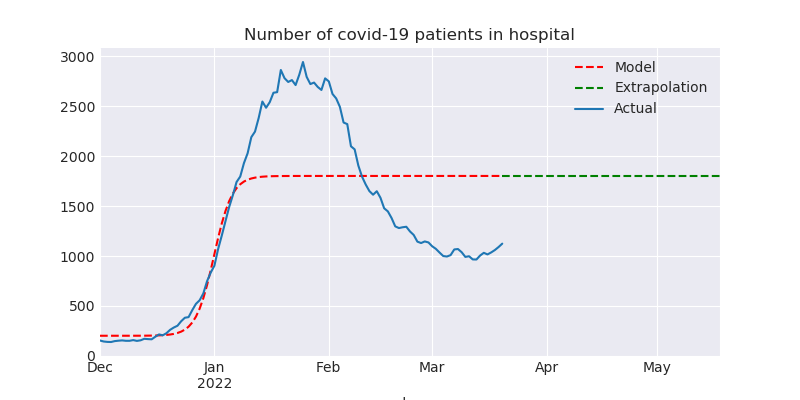 Number of covid-19 patients in hospital
3000
2500
2000
1500
1000
500
0
Model
Extrapolation
Actual
Dec
Jan
2022
Feb
Mar
Apr
May